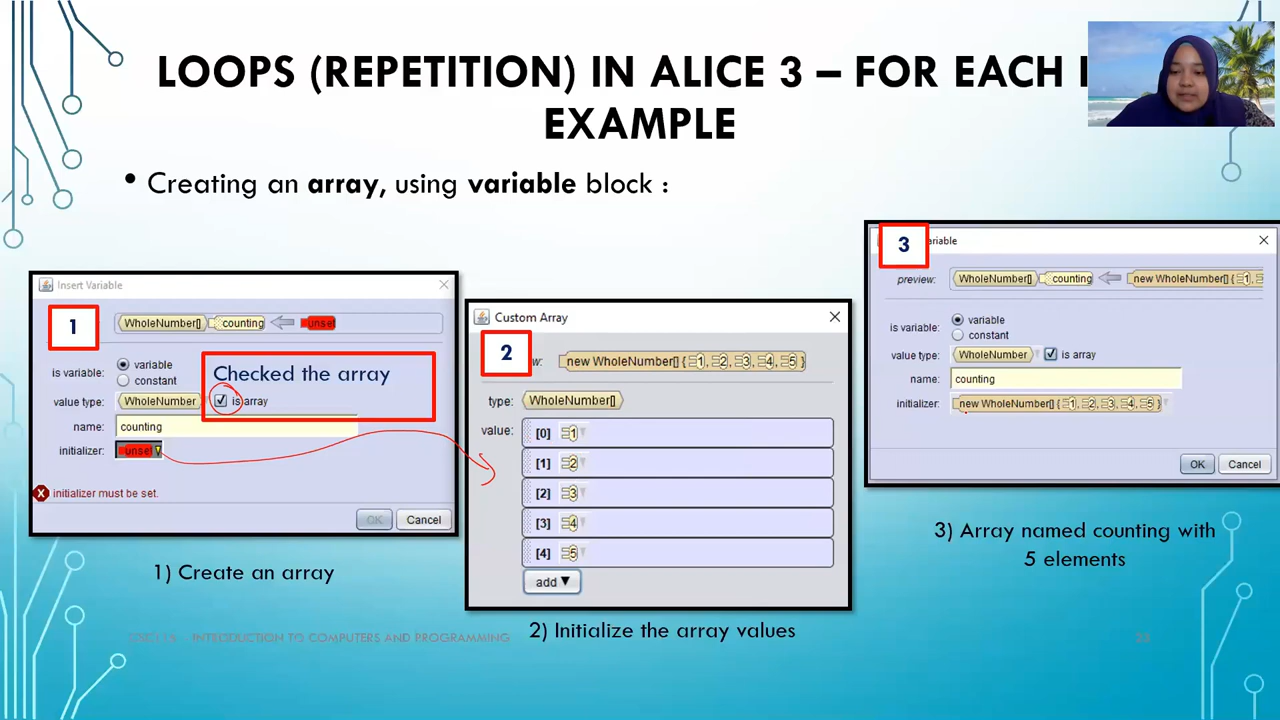 LOOPS (REPETITION) IN ALICE 3 – FOR EACH
EXAMPLE
• Creating an array, using variable block :
Insert Variable
1
WholeNumber[] counting unset
is variable: variable
constant
Checked the array
value type: WholeNumber is array
name: counting
initializer: unset
initializer must be set.
OK Cancel
1) Create an array
Custom Array
2
new WholeNumber[] { 1, 2, 3, 4, 5 }
type: WholeNumber[]
value: [0] 1
[1] 2
[2] 3
[3] 4
[4] 5
add
2) Initialize the array values
3
preview: WholeNumber[] counting new WholeNumber[] { 1,
is variable: variable
constant
value type: WholeNumber is array
name: counting
initializer: new WholeNumber[] { 1, 2, 3, 4, 5 }
OK Cancel
3) Array named counting with
5 elements
INTRODUCTION TO COMPUTERS AND PROGRAMMING